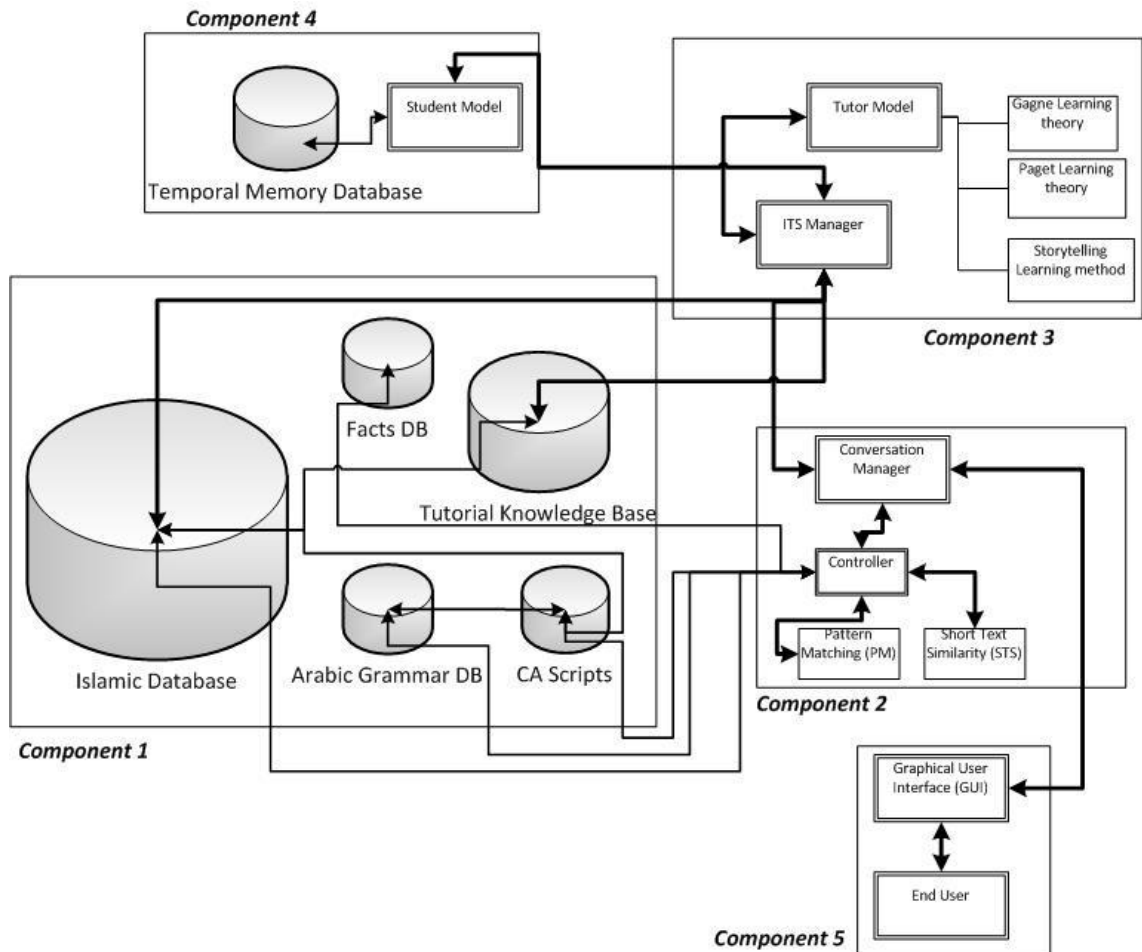 Component 4
Student Model
Temporal Memory Database
Tutor Model
Gagne Learning
theory
Paget Learning
theory
ITS Manager
Storytelling
Learning method
Component 3
Facts DB
Tutorial Knowledge Base
Islamic Database
Arabic Grammar DB
CA Scripts
Component 1
Conversation
Manager
Controller
Pattern
Matching (PM)
Short Text
Similarity (STS)
Component 2
Graphical User
Interface (GUI)
End User
Component 5